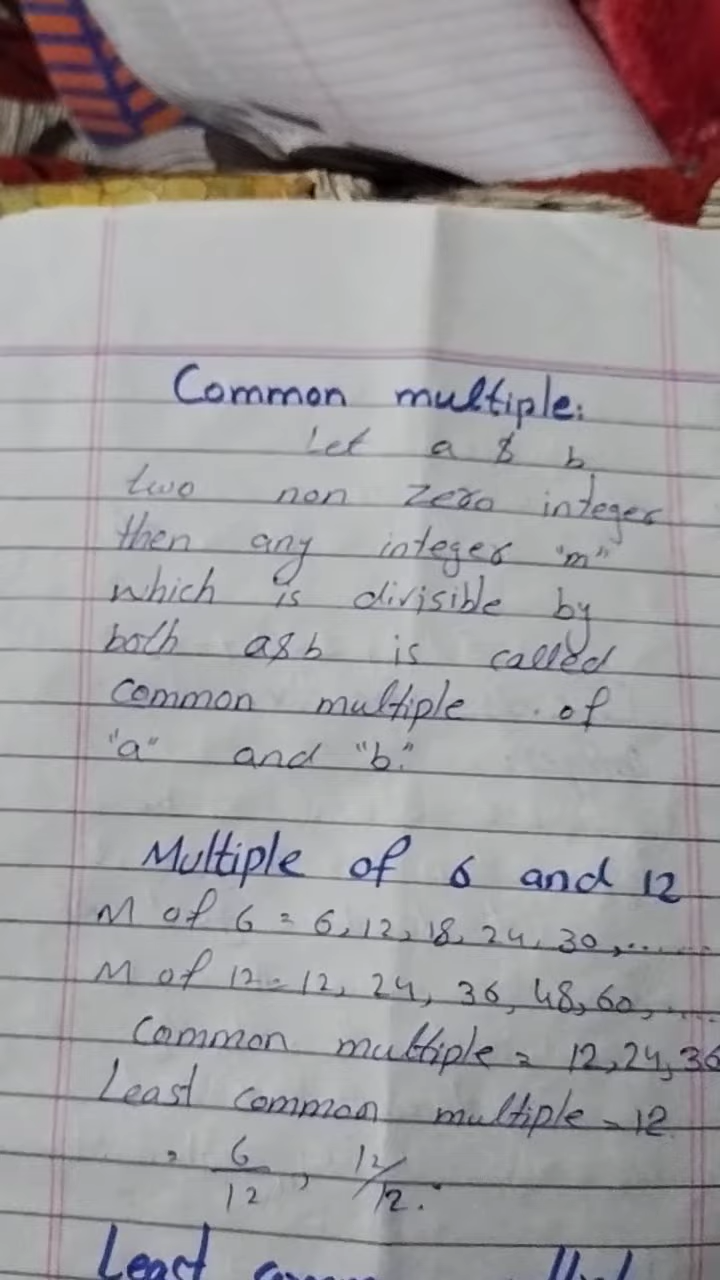 Common multiple:
Let a & b
two non zero integer
then any integer "m"
which is divisible by
both a&b is called
common multiple of
"a" and "b".
Multiple of 6 and 12
M of 6 = 6, 12, 18, 24, 30, ......
M of 12 = 12, 24, 36, 48, 60, ....
Common multiple = 12, 24, 36
Least common multiple = 12
= 6/12, 12/12.
Least